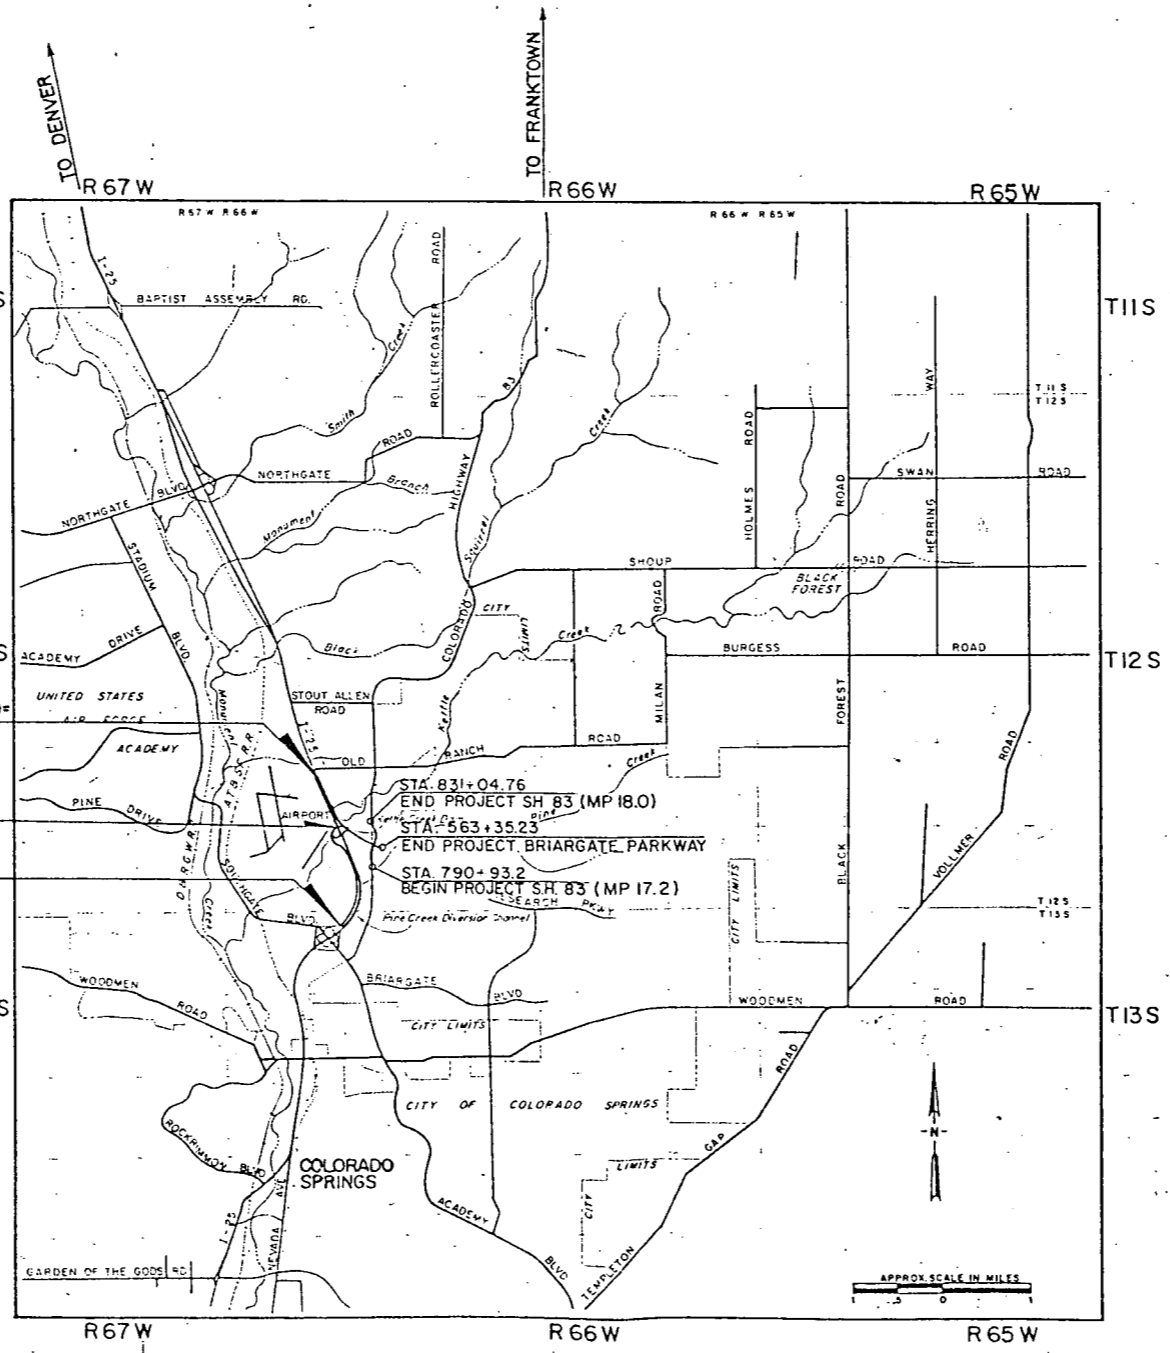 TO DENVER
TO FRANKTOWN
R 67 W
R 66 W
R 65 W
R 67 W R 66 W
R 66 W R 65 W
I-25
BAPTIST ASSEMBLY RD.
ROLLERCOASTER ROAD
Creek
T11S
83
WAY
T 11 S
T 12 S
Smith
Creek
ROAD
HOLMES ROAD
NORTHGATE
Branch
HIGHWAY
SWAN ROAD
NORTHGATE BLVD.
Monument
ROAD
HERRING
STADIUM BLVD.
Squirrel
SHOUP ROAD
BLACK
FOREST
CITY LIMITS
ROAD
COLORADO
Creek
ACADEMY DRIVE
Black
BURGESS ROAD
T12S
UNITED STATES
AIR FORCE
ACADEMY
STOUT ALLEN
ROAD
Kettle
MILAN
FOREST
Monument
I-25
OLD RANCH ROAD
Creek
ROAD
STA. 831+04.76
END PROJECT SH 83 (MP 18.0)
PINE DRIVE
AIRPORT
Pine
STA. 563+35.23
END PROJECT BRIARGATE PARKWAY
STA. 790+93.2
BEGIN PROJECT S.H. 83 (MP 17.2)
VOLLMER
BLACK
SOUTHGATE BLVD.
Creek
PKWY
Pine Creek Diversion Channel
CITY LIMITS
T 12 S
T 13 S
WOODMEN ROAD
BRIARGATE BLVD
WOODMEN ROAD
CITY LIMITS
T13S
ROAD
CITY OF COLORADO SPRINGS
-N-
ROCKRIMMON BLVD
COLORADO
SPRINGS
GAP
LIMITS
CITY
AVE
NEVADA
I-25
ACADEMY BLVD
TEMPLETON
GARDEN OF THE GODS RD
APPROX. SCALE IN MILES
1 .5 0 1
R 67 W
R 66 W
R 65 W